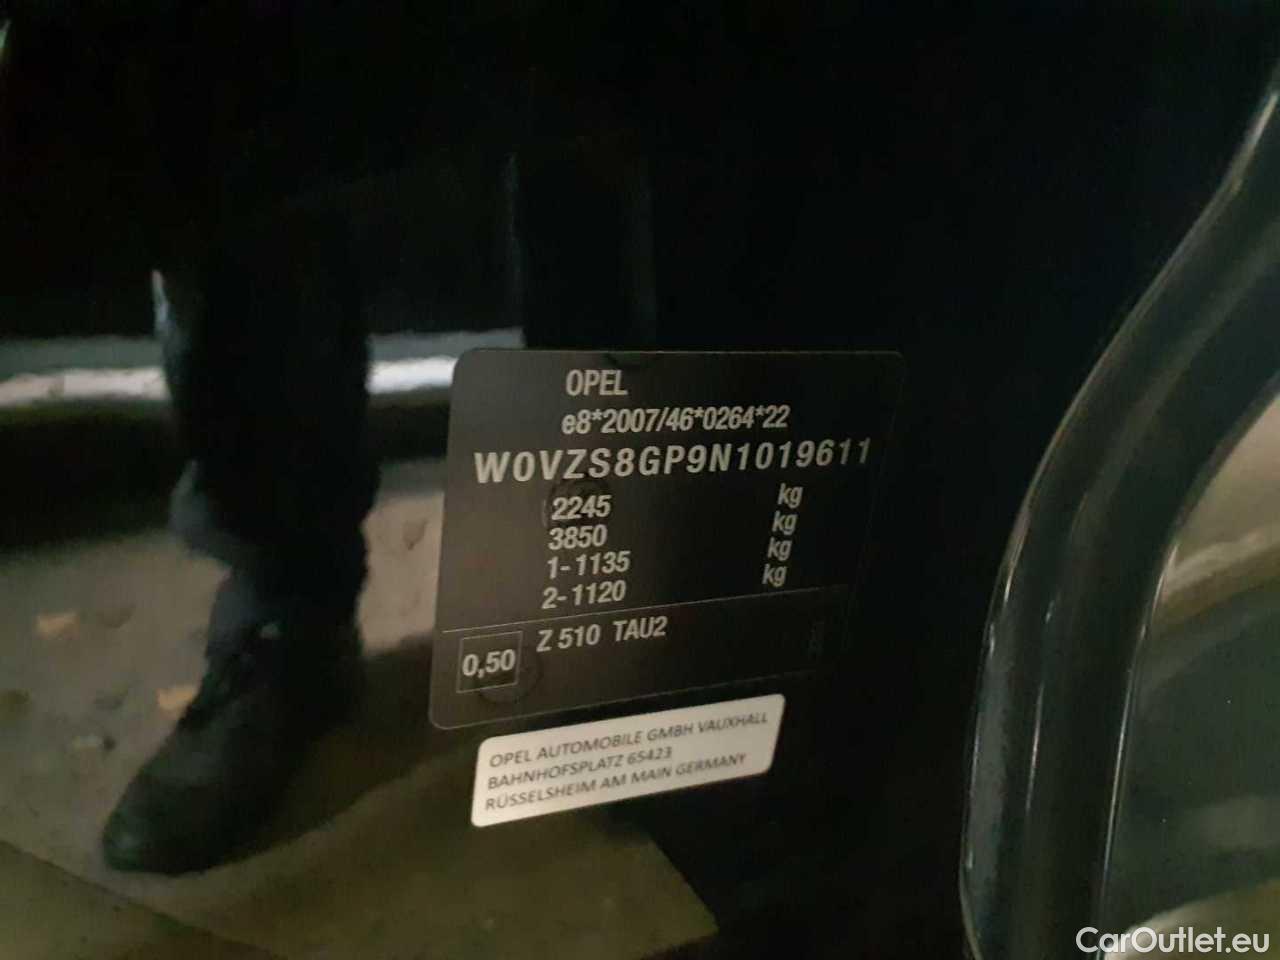 OPEL
e8*2007/46*0264*22
W0VZS8GP9N1019611
2245 kg
3850 kg
1-1135 kg
2-1120 kg
0,50 Z 510 TAU2
OPEL AUTOMOBILE GMBH VAUXHALL
BAHNHOFSPLATZ 65423
RÜSSELSHEIM AM MAIN GERMANY
CarOutlet.eu